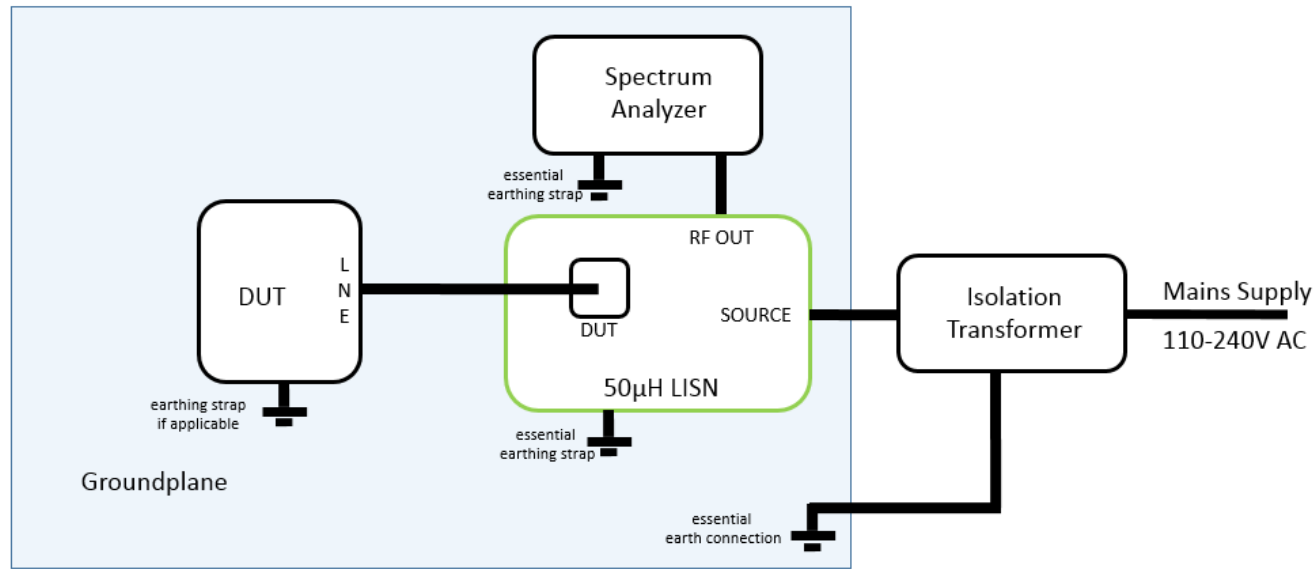 Spectrum
Analyzer
essential
earthing strap
RF OUT
L
N
E
DUT
DUT
SOURCE
50µH LISN
Isolation
Transformer
Mains Supply
110-240V AC
earthing strap
if applicable
essential
earthing strap
Groundplane
essential
earth connection